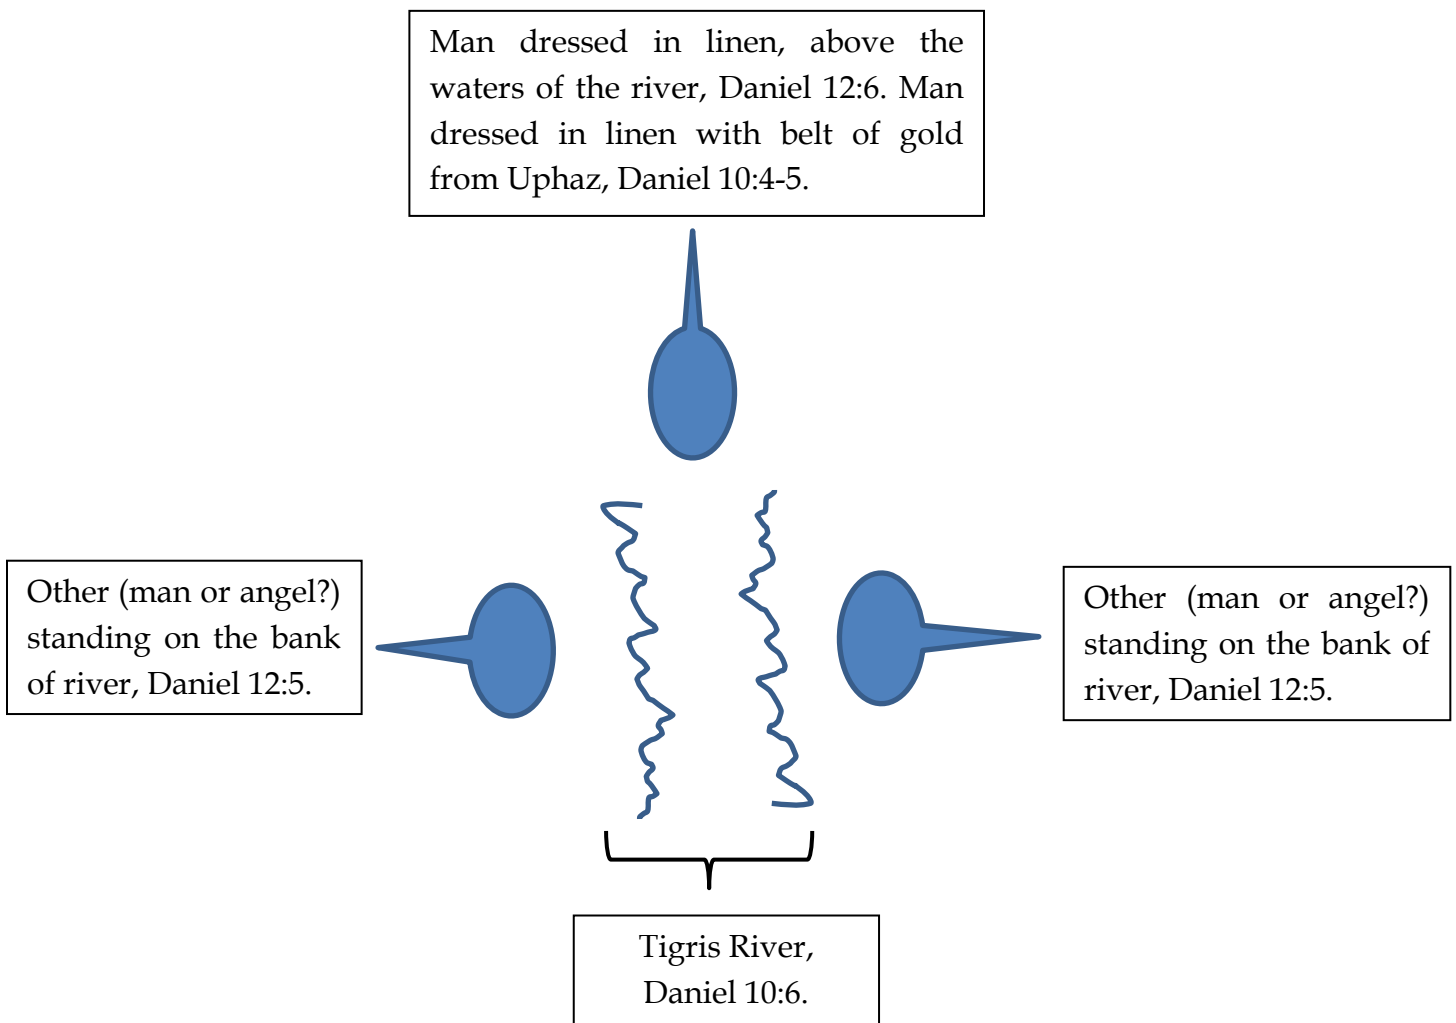 Man dressed in linen, above the
waters of the river, Daniel 12:6. Man
dressed in linen with belt of gold
from Uphaz, Daniel 10:4-5.
Other (man or angel?)
standing on the bank
of river, Daniel 12:5.
Other (man or angel?)
standing on the bank of
river, Daniel 12:5.
Tigris River,
Daniel 10:6.